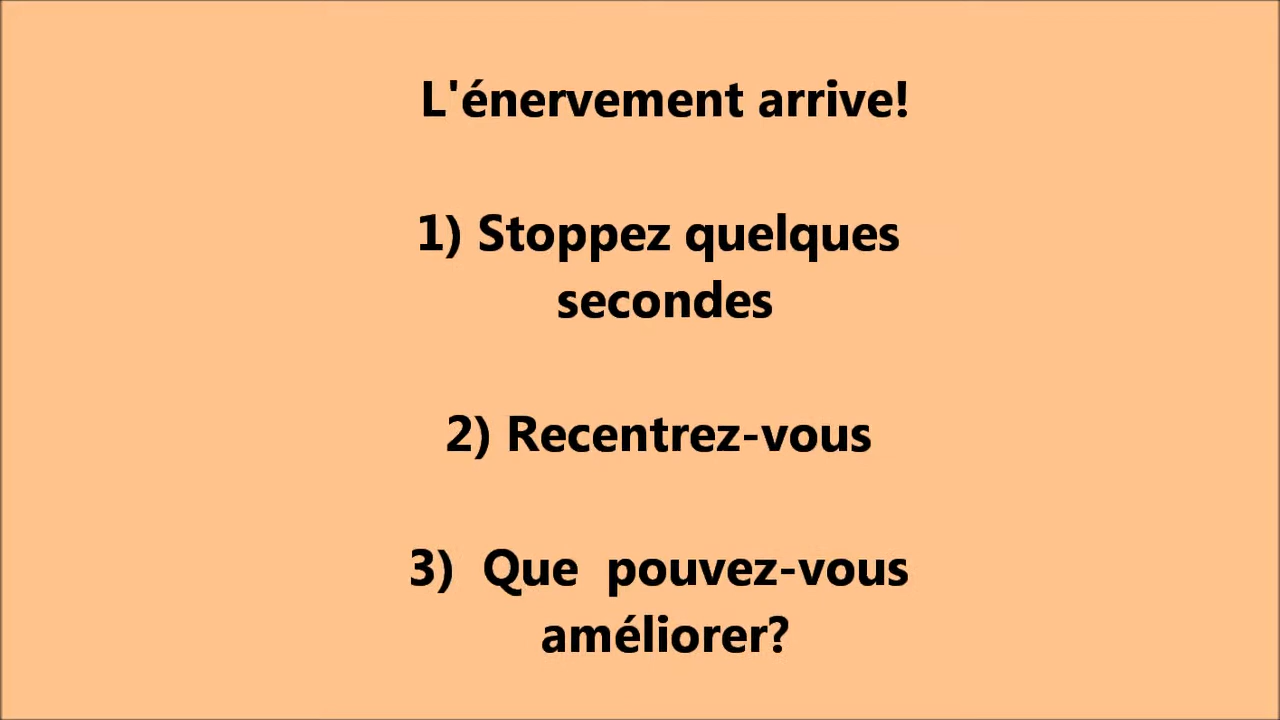 L'énervement arrive!
1) Stoppez quelques
secondes
2) Recentrez-vous
3) Que pouvez-vous
améliorer?